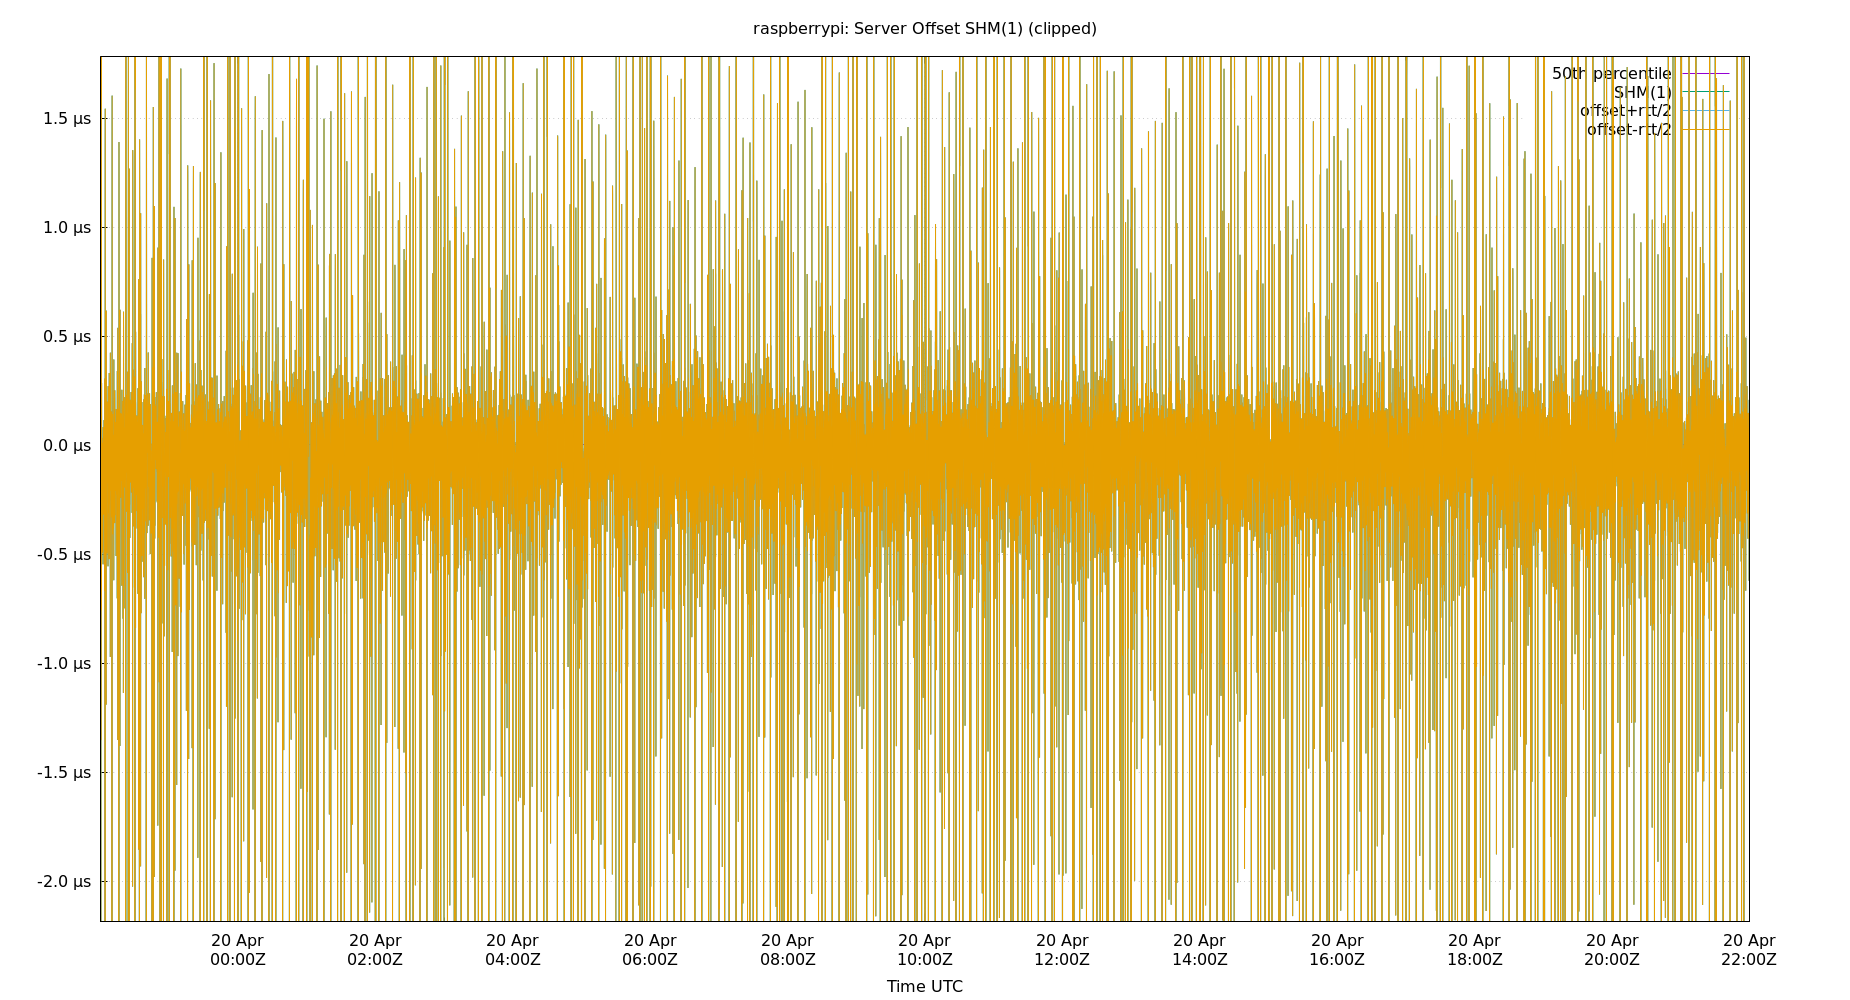 raspberrypi: Server Offset SHM(1) (clipped)
50th percentile
SHM(1)
offset+rtt/2
offset-rtt/2
1.5 µs
1.0 µs
0.5 µs
0.0 µs
-0.5 µs
-1.0 µs
-1.5 µs
-2.0 µs
20 Apr 20 Apr 20 Apr 20 Apr 20 Apr 20 Apr 20 Apr 20 Apr 20 Apr 20 Apr 20 Apr 20 Apr
00:00Z 02:00Z 04:00Z 06:00Z 08:00Z 10:00Z 12:00Z 14:00Z 16:00Z 18:00Z 20:00Z 22:00Z
Time UTC